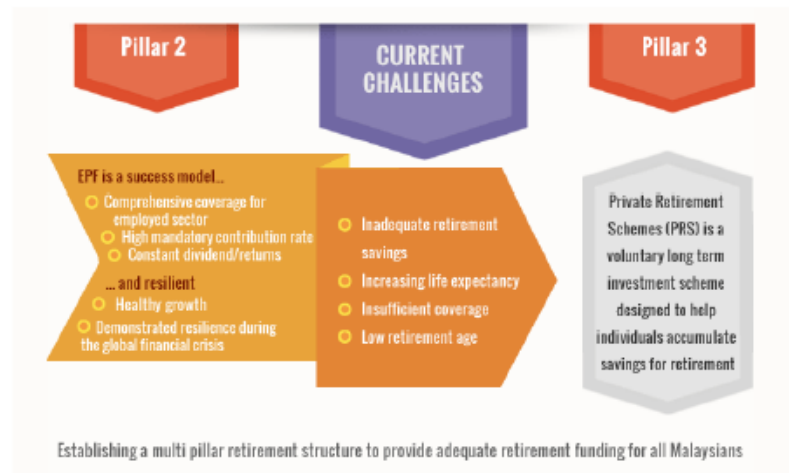 Pillar 2
CURRENT
CHALLENGES
Pillar 3
EPF is a success model...
Comprehensive coverage for
employed sector
High mandatory contribution rate
Constant dividend/returns
... and resilient
Healthy growth
Demonstrated resilience during
the global financial crisis
Inadequate retirement
savings
Increasing life expectancy
Insufficient coverage
Low retirement age
Private Retirement
Schemes (PRS) is a
voluntary long term
investment scheme
designed to help
individuals accumulate
savings for retirement
Establishing a multi pillar retirement structure to provide adequate retirement funding for all Malaysians